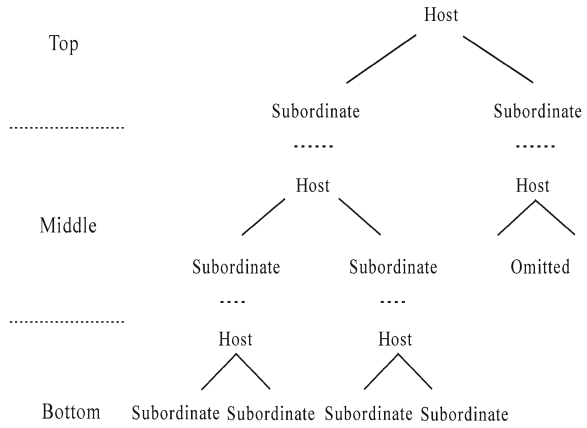 Host
Top
Subordinate Subordinate
Host Host
Middle
Subordinate Subordinate Omitted
Host Host
Bottom Subordinate Subordinate Subordinate Subordinate